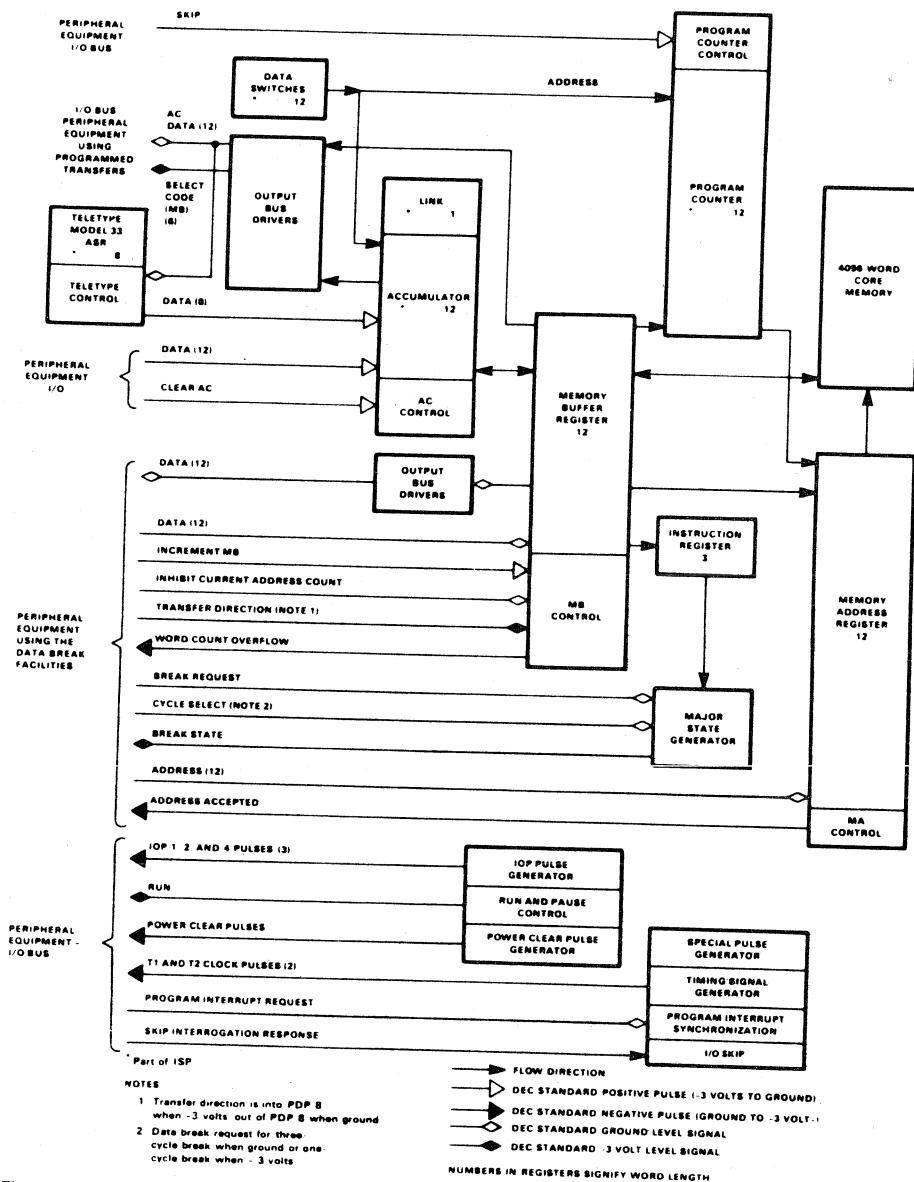 SKIP
PERIPHERAL
EQUIPMENT
I/O BUS
PROGRAM
COUNTER
CONTROL
DATA
SWITCHES
* 12
ADDRESS
I/O BUS
PERIPHERAL
EQUIPMENT
USING
PROGRAMMED
TRANSFERS
AC
DATA (12)
SELECT
CODE
(MB)
(6)
OUTPUT
BUS
DRIVERS
LINK
* 1
PROGRAM
COUNTER
* 12
TELETYPE
MODEL 33
ASR
* 8
TELETYPE
CONTROL
DATA (8)
ACCUMULATOR
* 12
4096 WORD
CORE
MEMORY
PERIPHERAL
EQUIPMENT
I/O
DATA (12)
CLEAR AC
AC
CONTROL
MEMORY
BUFFER
REGISTER
12
DATA (12)
OUTPUT
BUS
DRIVERS
DATA (12)
INCREMENT MB
INHIBIT CURRENT ADDRESS COUNT
TRANSFER DIRECTION (NOTE 1)
WORD COUNT OVERFLOW
MB
CONTROL
INSTRUCTION
REGISTER
3
MEMORY
ADDRESS
REGISTER
12
PERIPHERAL
EQUIPMENT
USING THE
DATA BREAK
FACILITIES
BREAK REQUEST
CYCLE SELECT (NOTE 2)
BREAK STATE
MAJOR
STATE
GENERATOR
ADDRESS (12)
ADDRESS ACCEPTED
MA
CONTROL
IOP 1 2 AND 4 PULSES (3)
IOP PULSE
GENERATOR
RUN
RUN AND PAUSE
CONTROL
PERIPHERAL
EQUIPMENT -
I/O BUS
POWER CLEAR PULSES
POWER CLEAR PULSE
GENERATOR
SPECIAL PULSE
GENERATOR
T1 AND T2 CLOCK PULSES (2)
TIMING SIGNAL
GENERATOR
PROGRAM INTERRUPT REQUEST
PROGRAM INTERRUPT
SYNCHRONIZATION
SKIP INTERROGATION RESPONSE
I/O SKIP
* Part of ISP
NOTES
1 Transfer direction is into PDP 8
when -3 volts out of PDP 8 when ground
2 Data break request for three
cycle break when ground or one-
cycle break when - 3 volts
FLOW DIRECTION
DEC STANDARD POSITIVE PULSE (-3 VOLTS TO GROUND)
DEC STANDARD NEGATIVE PULSE (GROUND TO -3 VOLT-)
DEC STANDARD GROUND LEVEL SIGNAL
DEC STANDARD -3 VOLT LEVEL SIGNAL
NUMBERS IN REGISTERS SIGNIFY WORD LENGTH